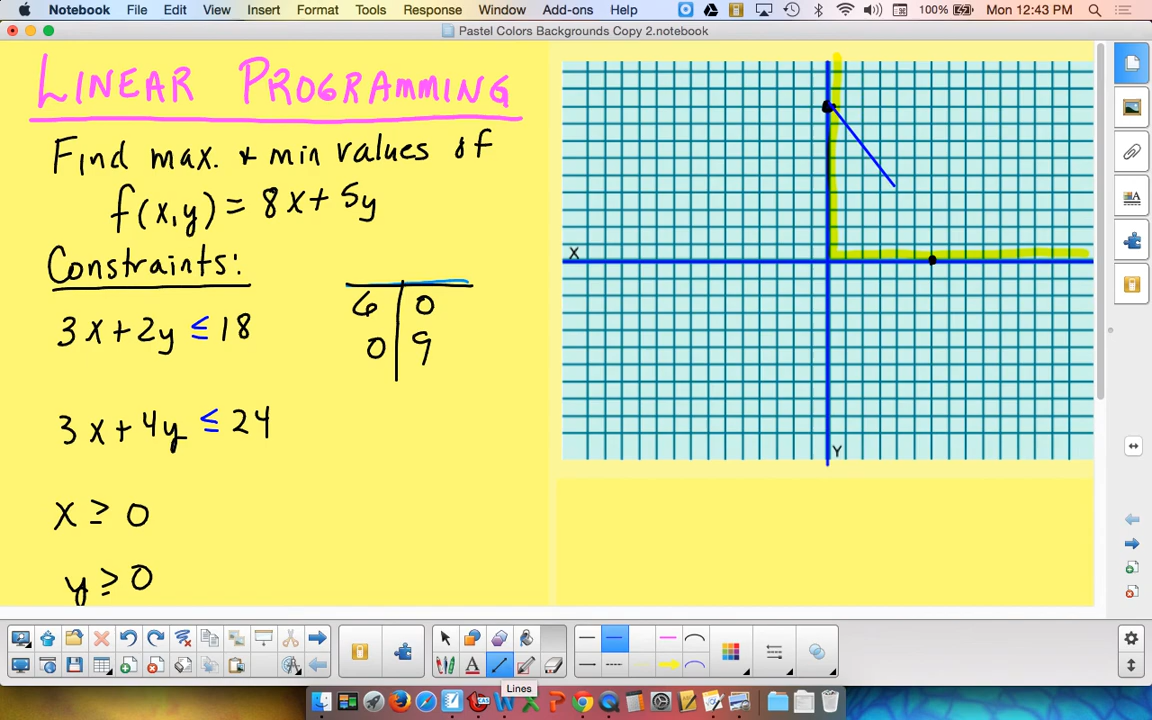 Notebook File Edit View Insert Format Tools Response Window Add-ons Help 100% Mon 12:43 PM
Pastel Colors Backgrounds Copy 2.notebook
LINEAR PROGRAMMING
Find max. + min values of
f(x,y) = 8x + 5y
Constraints:
3x + 2y ≤ 18
6 0
0 9
3x + 4y ≤ 24
x ≥ 0
y ≥ 0
X
Y
A
Lines